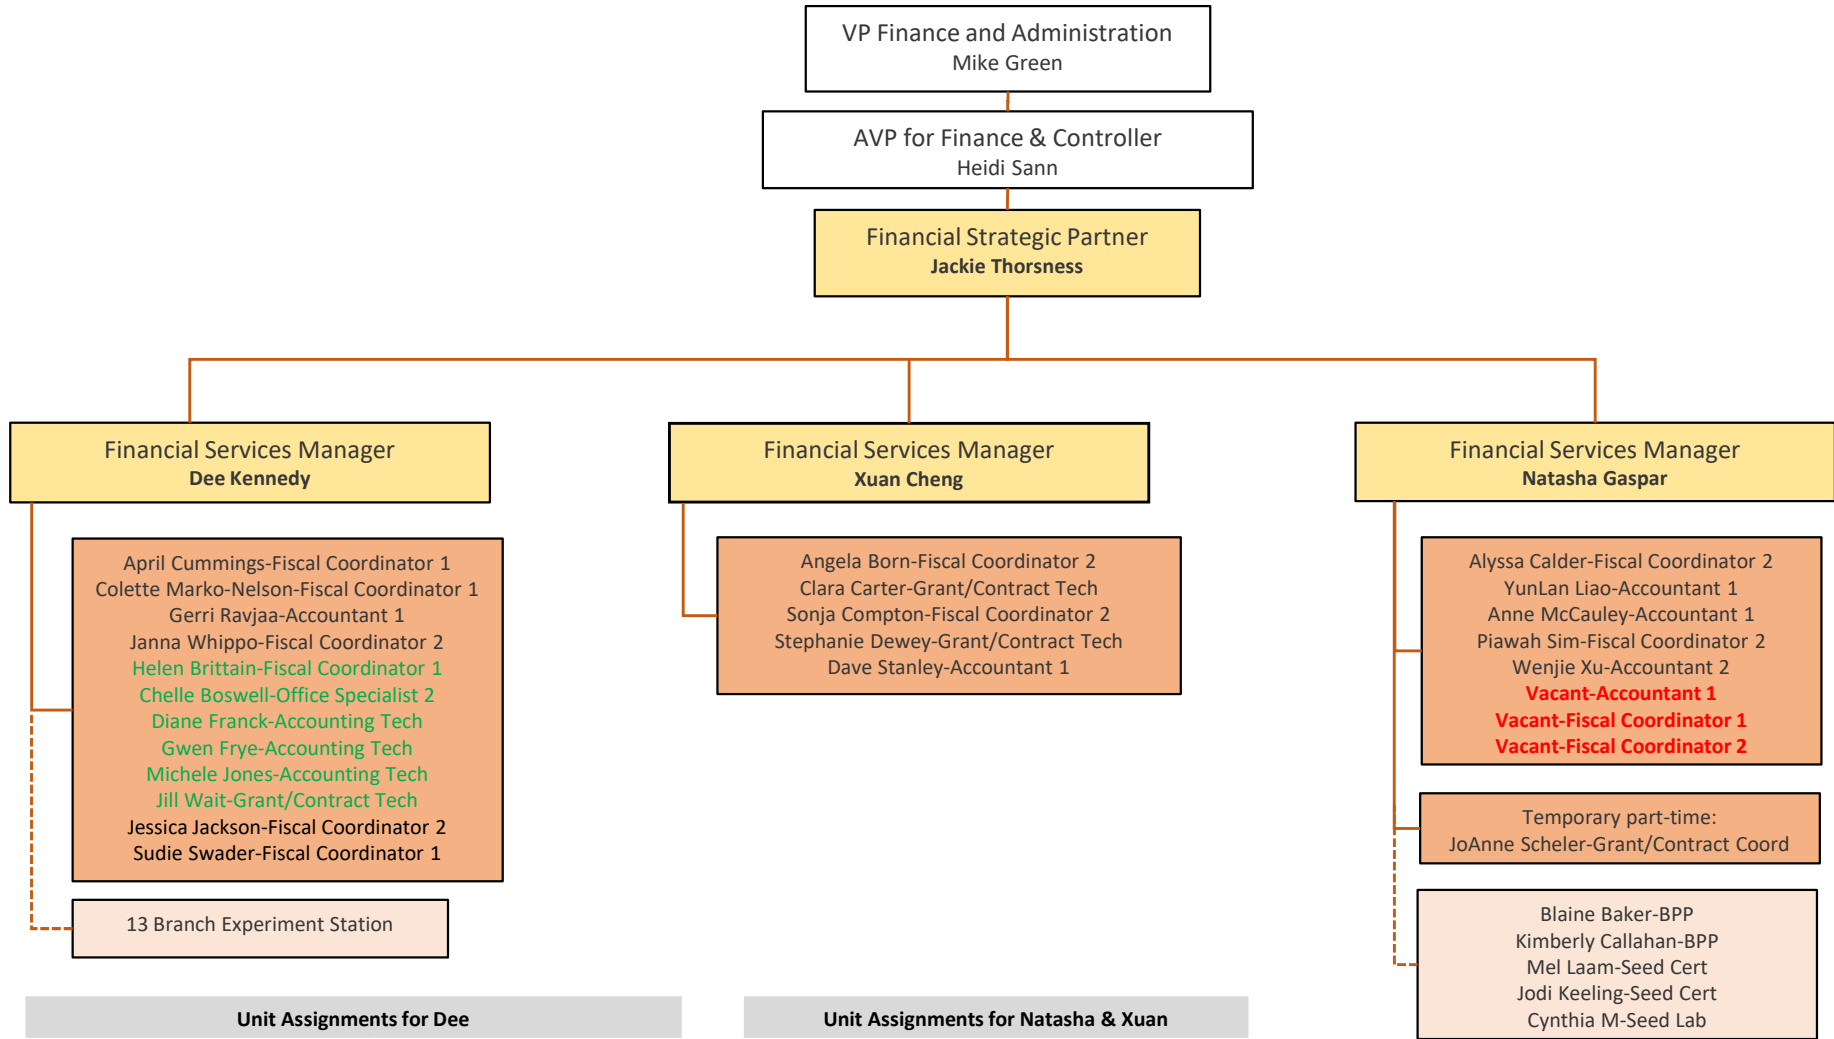 VP Finance and Administration
Mike Green
AVP for Finance & Controller
Heidi Sann
Financial Strategic Partner
Jackie Thorsness
Financial Services Manager
Dee Kennedy
April Cummings-Fiscal Coordinator 1
Colette Marko-Nelson-Fiscal Coordinator 1
Gerri Ravjaa-Accountant 1
Janna Whippo-Fiscal Coordinator 2
Helen Brittain-Fiscal Coordinator 1
Chelle Boswell-Office Specialist 2
Diane Franck-Accounting Tech
Gwen Frye-Accounting Tech
Michele Jones-Accounting Tech
Jill Wait-Grant/Contract Tech
Jessica Jackson-Fiscal Coordinator 2
Sudie Swader-Fiscal Coordinator 1
13 Branch Experiment Station
Financial Services Manager
Xuan Cheng
Angela Born-Fiscal Coordinator 2
Clara Carter-Grant/Contract Tech
Sonja Compton-Fiscal Coordinator 2
Stephanie Dewey-Grant/Contract Tech
Dave Stanley-Accountant 1
Financial Services Manager
Natasha Gaspar
Alyssa Calder-Fiscal Coordinator 2
YunLan Liao-Accountant 1
Anne McCauley-Accountant 1
Piawah Sim-Fiscal Coordinator 2
Wenjie Xu-Accountant 2
Vacant-Accountant 1
Vacant-Fiscal Coordinator 1
Vacant-Fiscal Coordinator 2
Temporary part-time:
JoAnne Scheler-Grant/Contract Coord
Blaine Baker-BPP
Kimberly Callahan-BPP
Mel Laam-Seed Cert
Jodi Keeling-Seed Cert
Cynthia M-Seed Lab
Unit Assignments for Dee
Unit Assignments for Natasha & Xuan